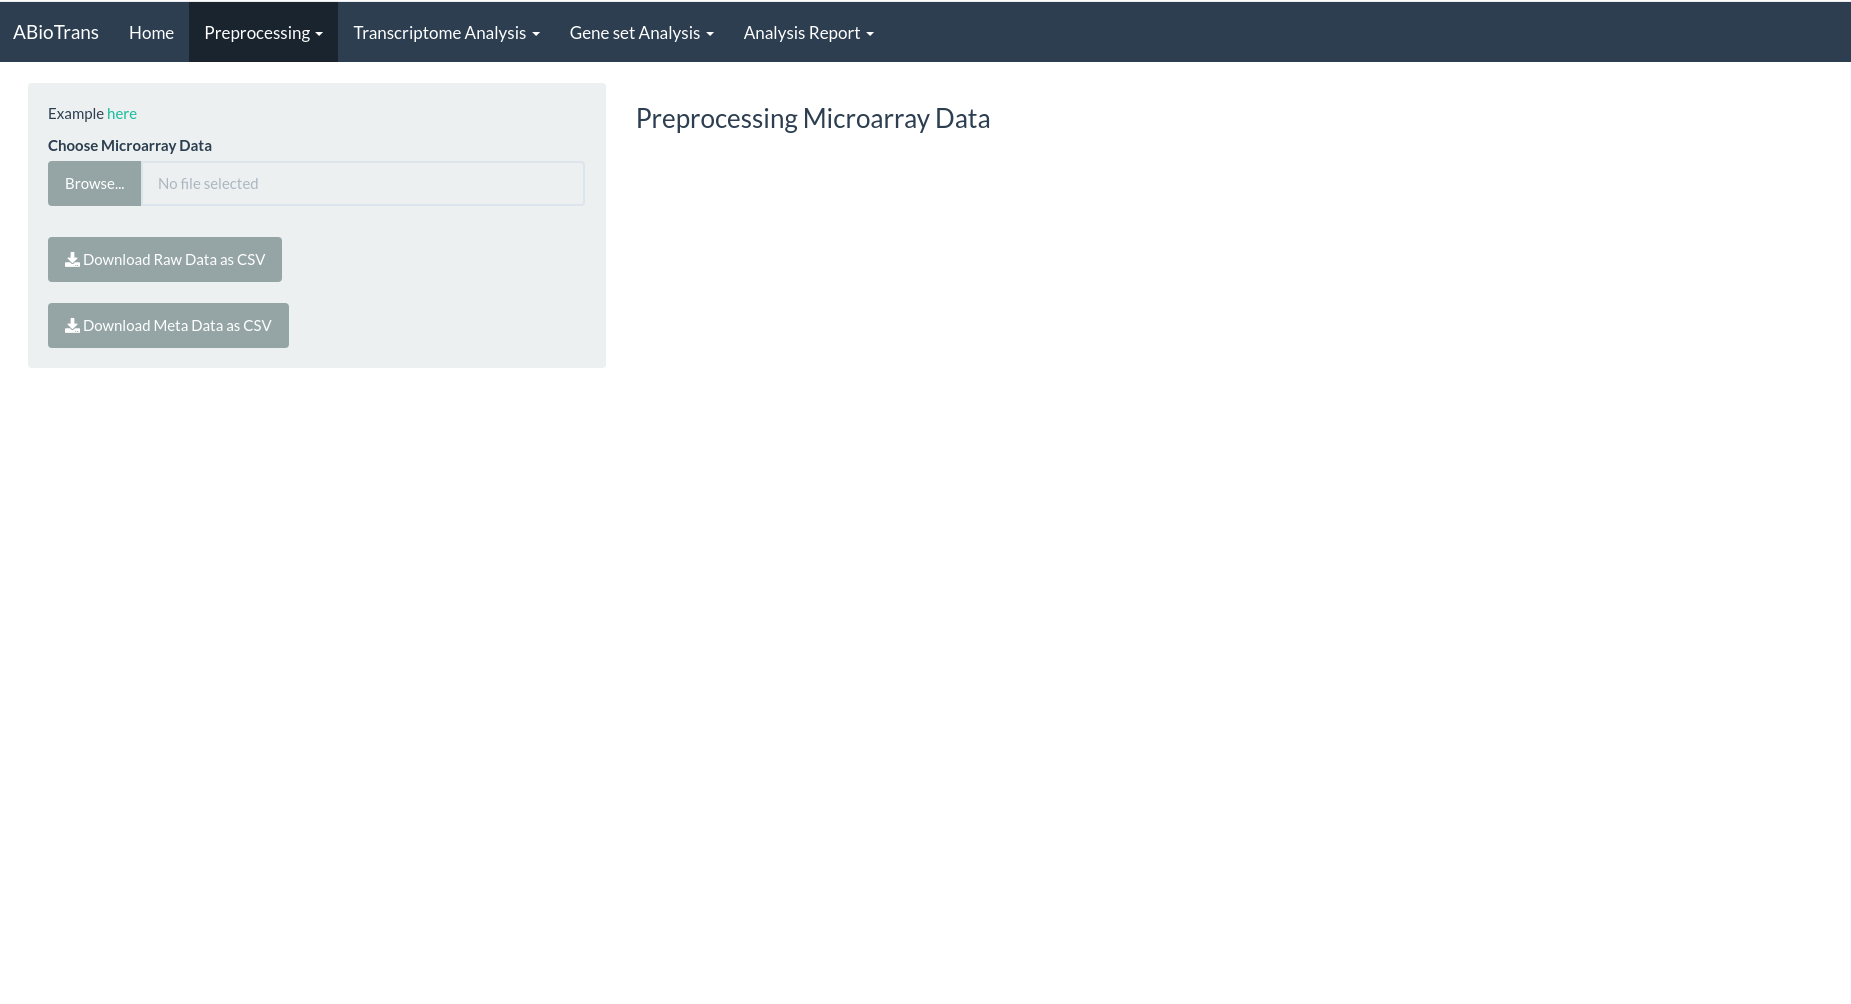 ABioTrans Home Preprocessing Transcriptome Analysis Gene set Analysis Analysis Report
Example here
Choose Microarray Data
Browse... No file selected
Download Raw Data as CSV
Download Meta Data as CSV
Preprocessing Microarray Data